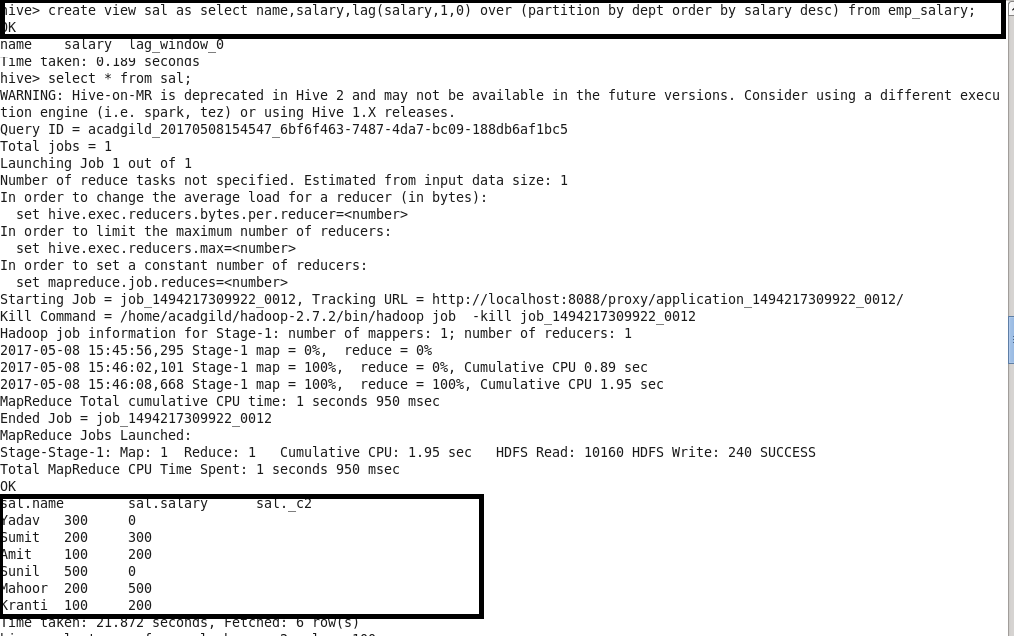 hive> create view sal as select name,salary,lag(salary,1,0) over (partition by dept order by salary desc) from emp_salary;
OK
name    salary  lag_window_0
Time taken: 0.189 seconds
hive> select * from sal;
WARNING: Hive-on-MR is deprecated in Hive 2 and may not be available in the future versions. Consider using a different execu
tion engine (i.e. spark, tez) or using Hive 1.X releases.
Query ID = acadgild_20170508154547_6bf6f463-7487-4da7-bc09-188db6af1bc5
Total jobs = 1
Launching Job 1 out of 1
Number of reduce tasks not specified. Estimated from input data size: 1
In order to change the average load for a reducer (in bytes):
  set hive.exec.reducers.bytes.per.reducer=<number>
In order to limit the maximum number of reducers:
  set hive.exec.reducers.max=<number>
In order to set a constant number of reducers:
  set mapreduce.job.reduces=<number>
Starting Job = job_1494217309922_0012, Tracking URL = http://localhost:8088/proxy/application_1494217309922_0012/
Kill Command = /home/acadgild/hadoop-2.7.2/bin/hadoop job  -kill job_1494217309922_0012
Hadoop job information for Stage-1: number of mappers: 1; number of reducers: 1
2017-05-08 15:45:56,295 Stage-1 map = 0%,  reduce = 0%
2017-05-08 15:46:02,101 Stage-1 map = 100%,  reduce = 0%, Cumulative CPU 0.89 sec
2017-05-08 15:46:08,668 Stage-1 map = 100%,  reduce = 100%, Cumulative CPU 1.95 sec
MapReduce Total cumulative CPU time: 1 seconds 950 msec
Ended Job = job_1494217309922_0012
MapReduce Jobs Launched:
Stage-Stage-1: Map: 1  Reduce: 1   Cumulative CPU: 1.95 sec   HDFS Read: 10160 HDFS Write: 240 SUCCESS
Total MapReduce CPU Time Spent: 1 seconds 950 msec
OK
sal.name        sal.salary      sal._c2
Yadav   300     0
Sumit   200     300
Amit    100     200
Sunil   500     0
Mahoor  200     500
Kranti  100     200
Time taken: 21.872 seconds, Fetched: 6 row(s)